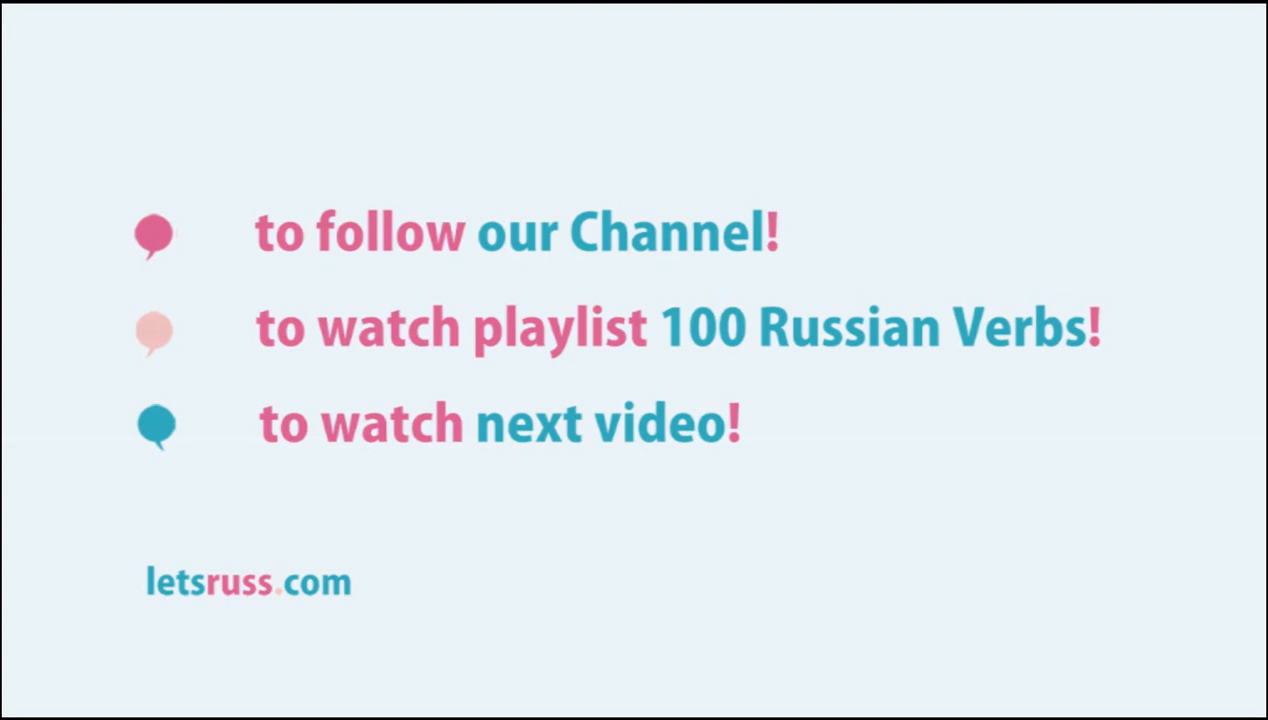 to follow our Channel!
to watch playlist 100 Russian Verbs!
to watch next video!
letsruss.com